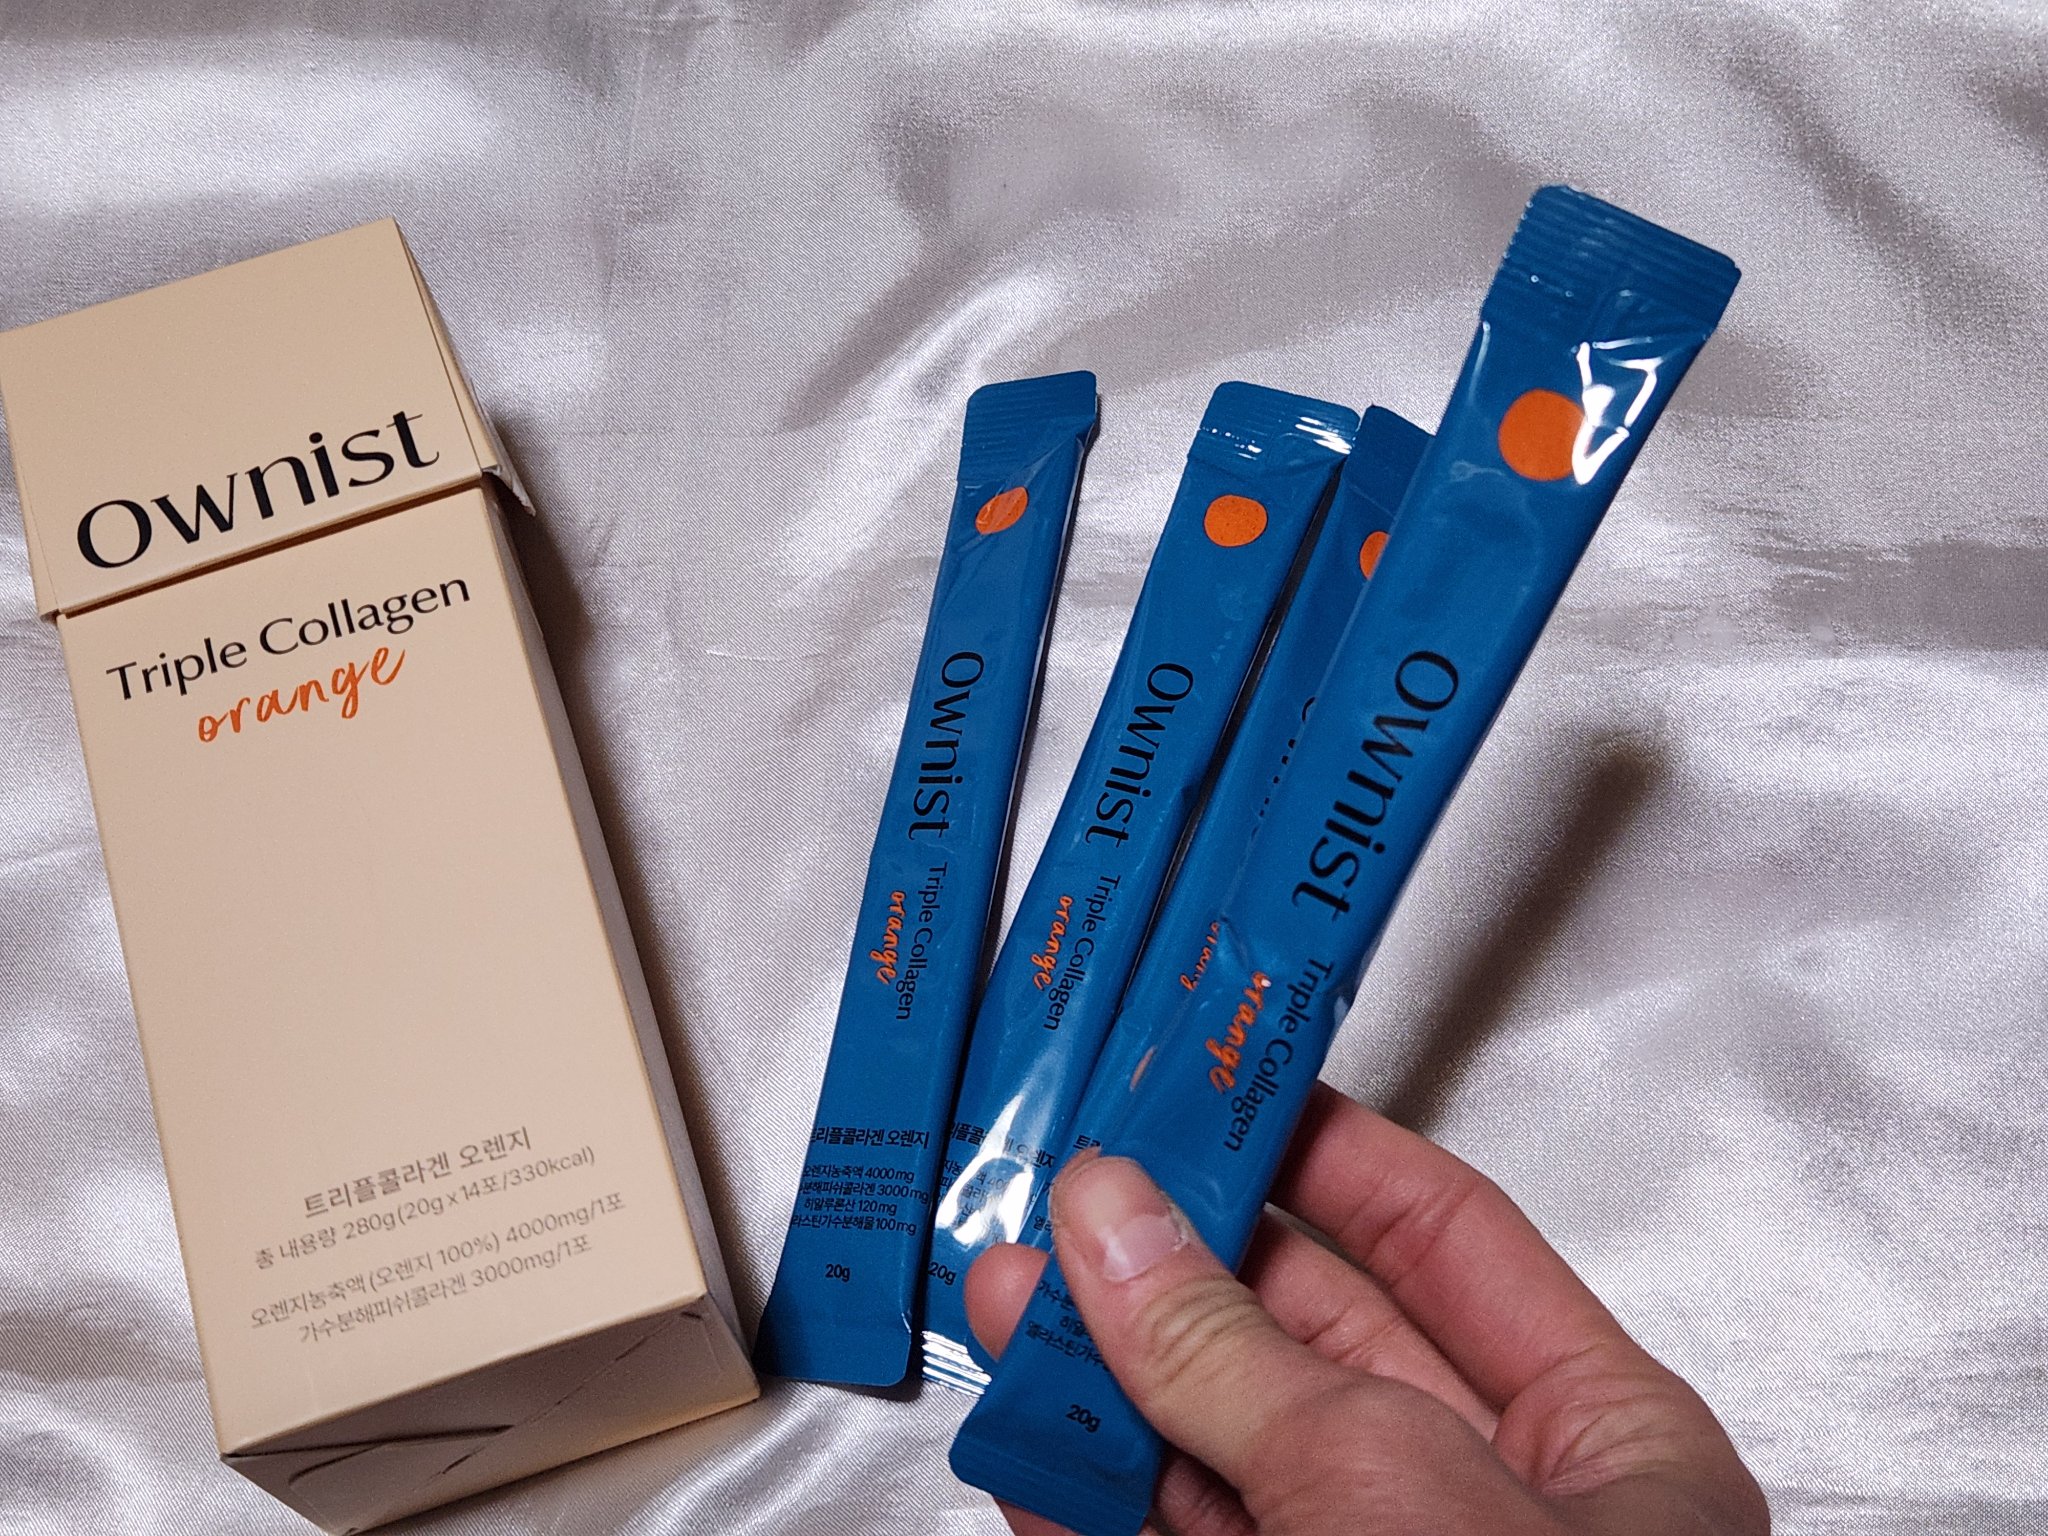 Ownist
Triple Collagen
orange
트리플콜라겐 오렌지
총 내용량 280g(20g x 14포/330kcal)
오렌지농축액(오렌지 100%) 4000mg/1포
가수분해피쉬콜라겐 3000mg/1포
Ownist Triple Collagen
orange
트리플콜라겐 오렌지
오렌지농축액 4000mg
분해피쉬콜라겐 3000mg
히알루론산 120mg
라스틴가수분해물 100mg
20g
Ownist Triple Collagen
orange
20g
Ownist Triple Collagen
orange
20g